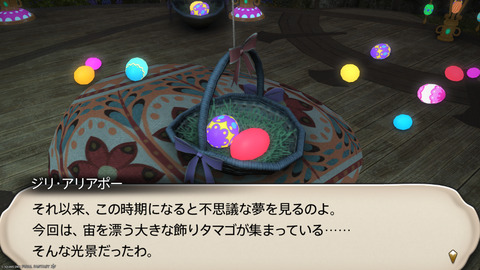 ジリ・アリアポー
それ以来、この時期になると不思議な夢を見るのよ。
今回は、宙を漂う大きな飾りタマゴが集まっている……
そんな光景だったわ。